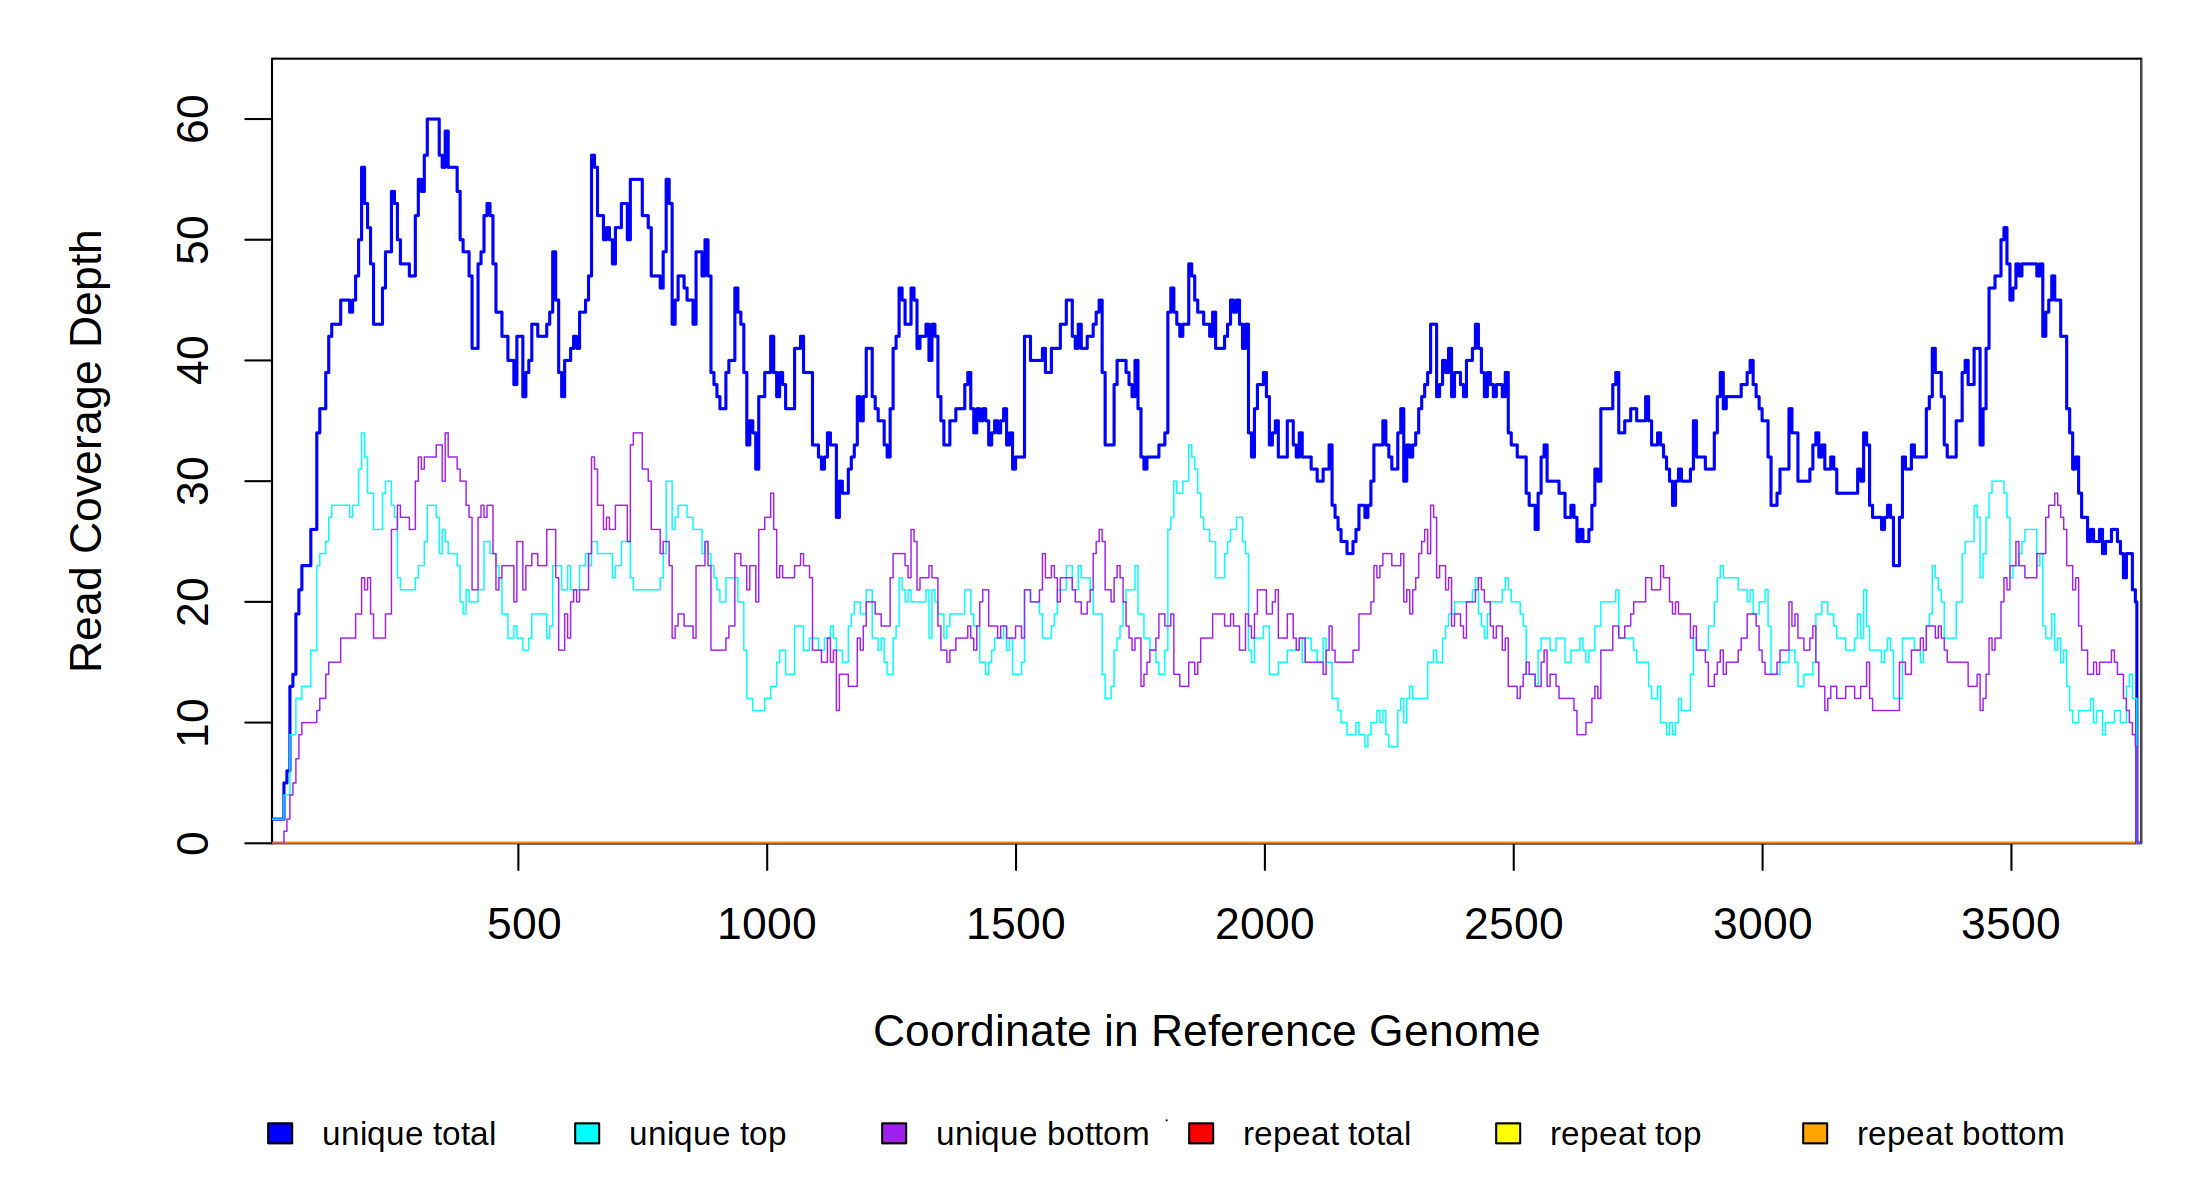 Read Coverage Depth
60
50
40
30
20
10
0
500 1000 1500 2000 2500 3000 3500
Coordinate in Reference Genome
unique total unique top unique bottom repeat total repeat top repeat bottom